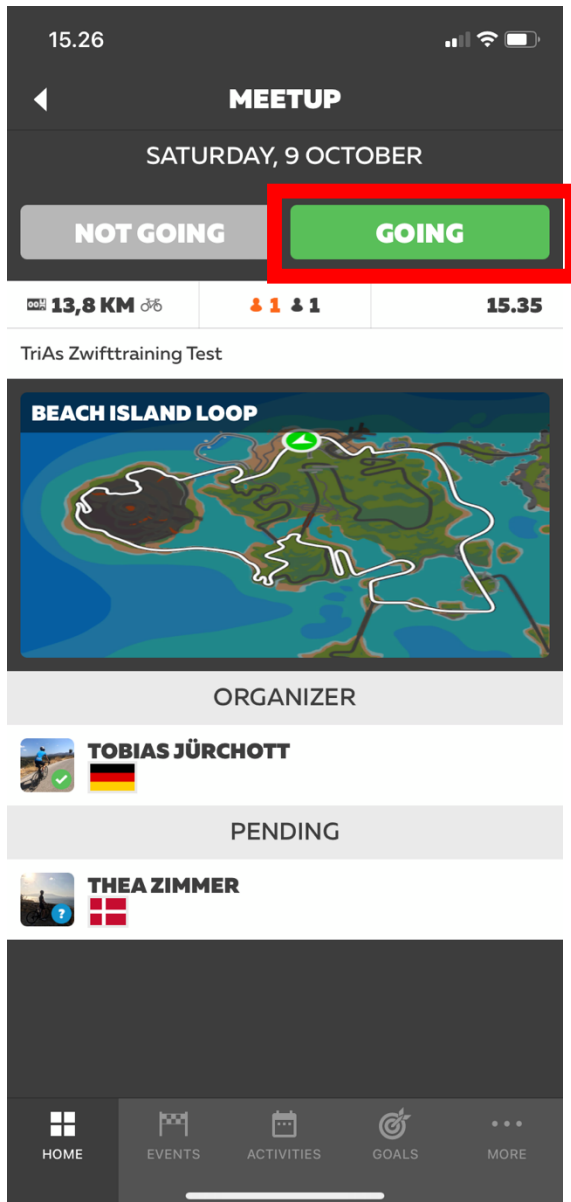 15.26
MEETUP
SATURDAY, 9 OCTOBER
NOT GOING GOING
13,8 KM 1 1 15.35
TriAs Zwifttraining Test
BEACH ISLAND LOOP
ORGANIZER
TOBIAS JÜRCHOTT
PENDING
THEA ZIMMER
?
HOME EVENTS ACTIVITIES GOALS MORE